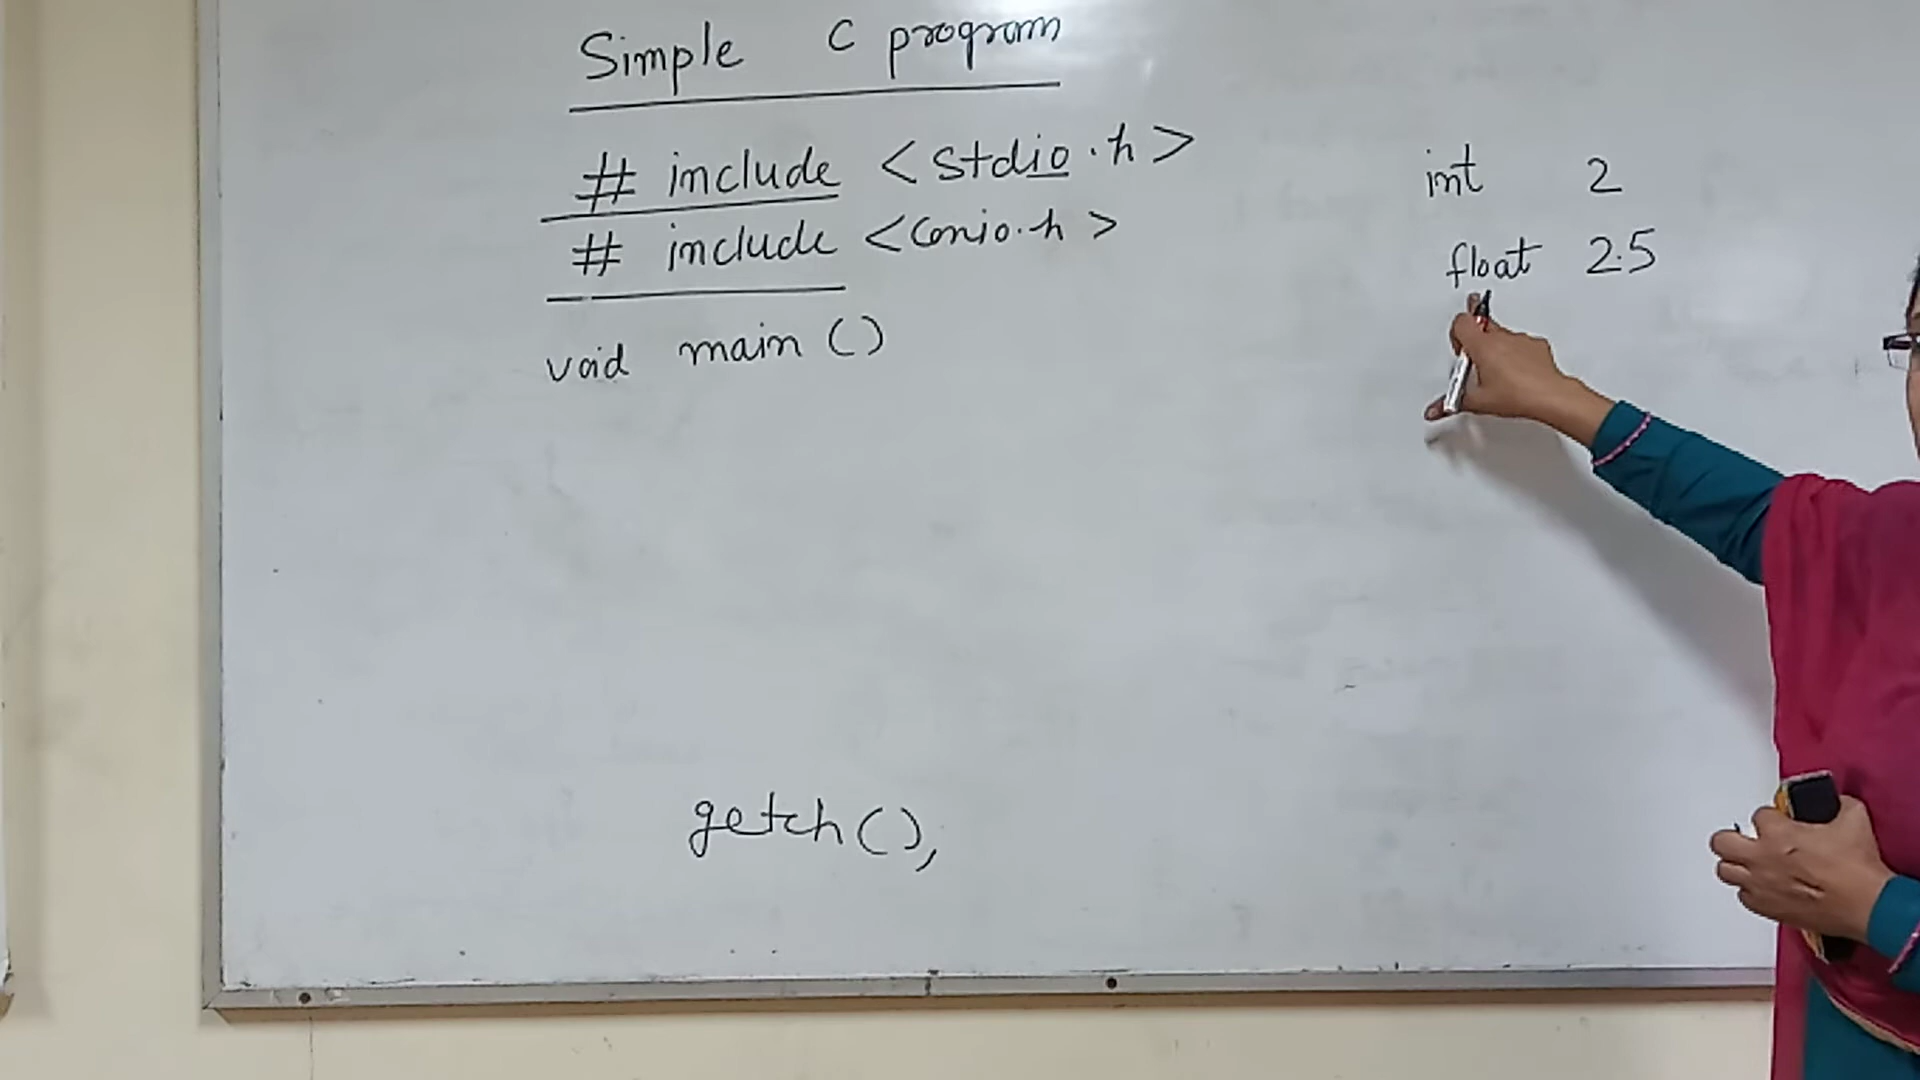 Simple C program
# include <stdio.h>
# include <conio.h>
void main ()
getch(),
int 2
float 2.5